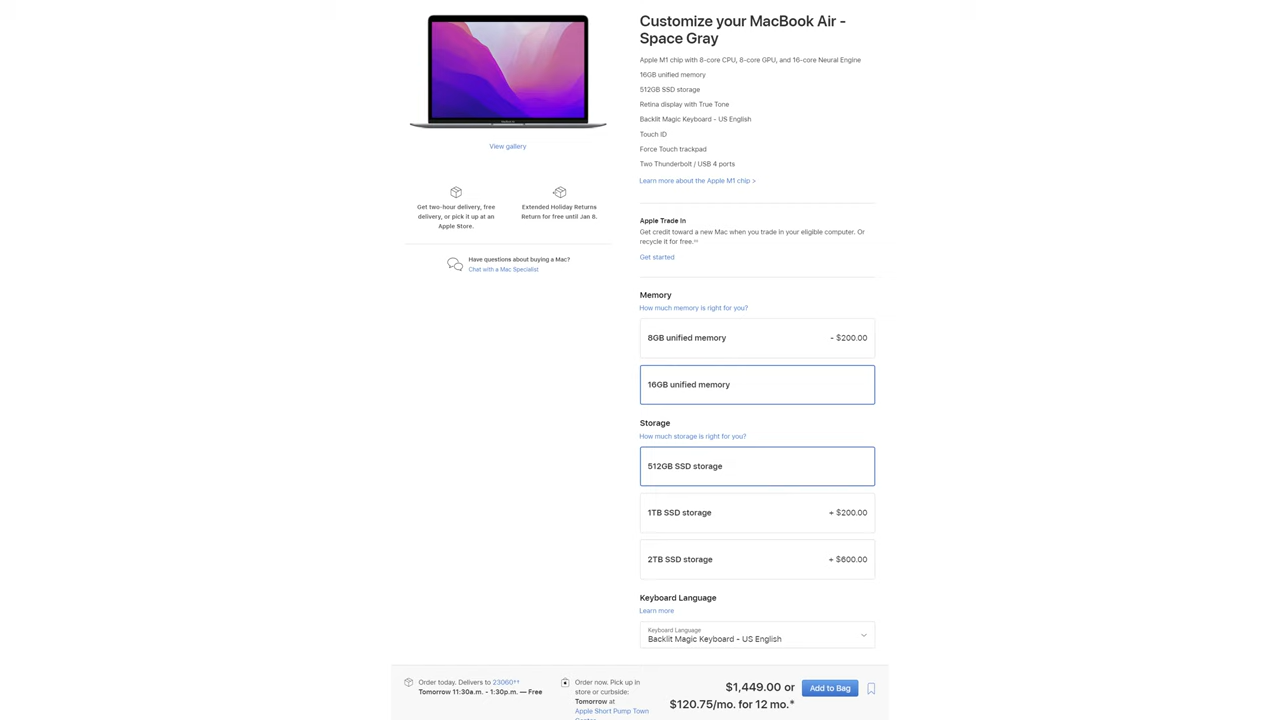 Customize your MacBook Air -
Space Gray
Apple M1 chip with 8-core CPU, 8-core GPU, and 16-core Neural Engine
16GB unified memory
512GB SSD storage
Retina display with True Tone
Backlit Magic Keyboard - US English
Touch ID
Force Touch trackpad
Two Thunderbolt / USB 4 ports
Learn more about the Apple M1 chip >
View gallery
Get two-hour delivery, free
delivery, or pick it up at an
Apple Store.
Extended Holiday Returns
Return for free until Jan 8.
Have questions about buying a Mac?
Chat with a Mac Specialist
Apple Trade In
Get credit toward a new Mac when you trade in your eligible computer. Or
recycle it for free.
Get started
Memory
How much memory is right for you?
8GB unified memory - $200.00
16GB unified memory
Storage
How much storage is right for you?
512GB SSD storage
1TB SSD storage + $200.00
2TB SSD storage + $600.00
Keyboard Language
Learn more
Keyboard Language
Backlit Magic Keyboard - US English
Order today. Delivers to 23060††
Tomorrow 11:30a.m. - 1:30p.m. — Free
Order now. Pick up in
store or curbside:
Tomorrow at
Apple Short Pump Town
$1,449.00 or
$120.75/mo. for 12 mo.*
Add to Bag